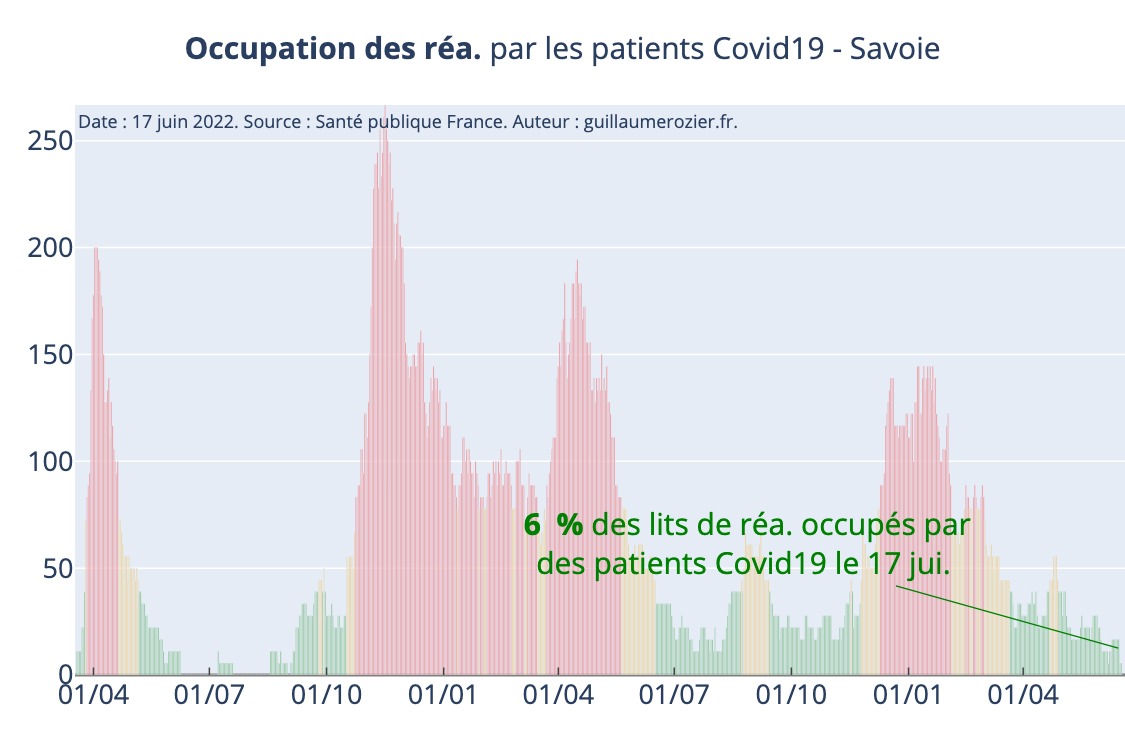 Occupation des réa. par les patients Covid19 - Savoie
Date : 17 juin 2022. Source : Santé publique France. Auteur : guillaumerozier.fr.
250
200
150
100
50
0
6 % des lits de réa. occupés par
des patients Covid19 le 17 jui.
01/04 01/07 01/10 01/01 01/04 01/07 01/10 01/01 01/04